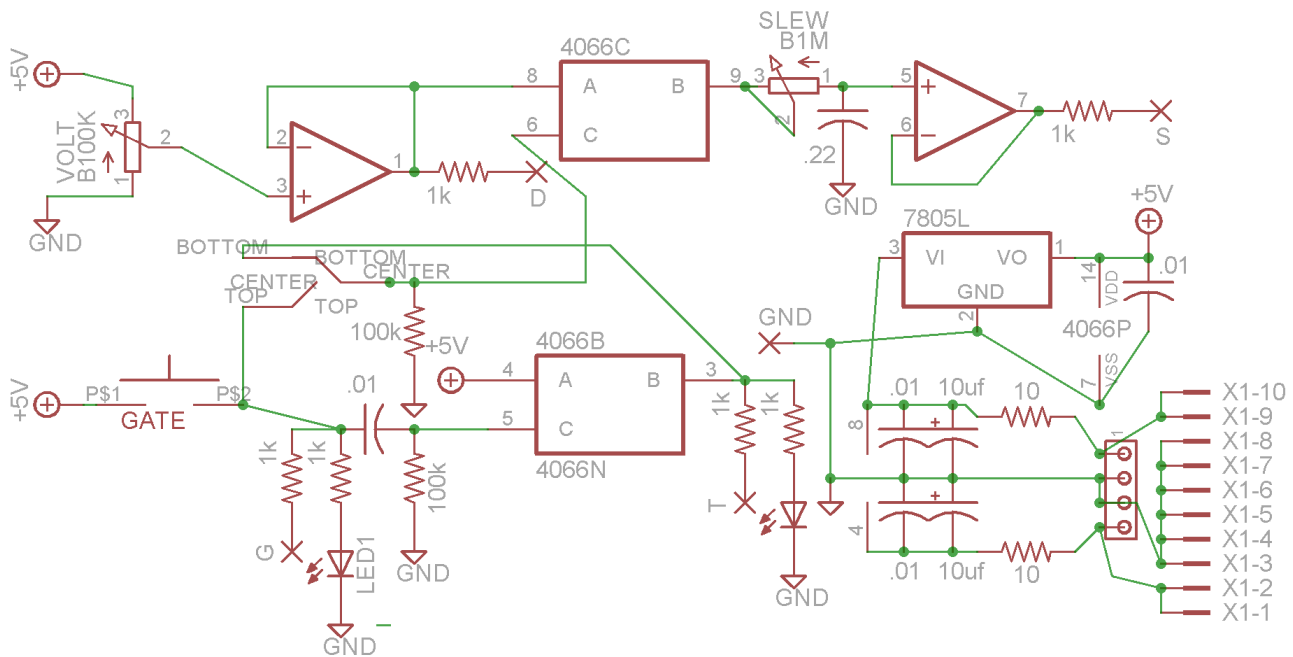 SLEW
B1M
4066C
+5V
8
A
B
9
3
1
5
+
7
3
2
VOLT
B100K
1
2
−
1
3
+
6
C
2
.22
6
−
1k
S
1k
D
GND
GND
+5V
7805L
BOTTOM
BOTTOM
CENTER
CENTER
TOP
TOP
3
VI
VO
1
GND
2
14
VDD
.01
4066P
7
VSS
100k
+5V
GND
4066B
4
A
B
3
5
C
4066N
+5V
P$1
P$2
GATE
.01
1k
1k
100k
G
LED1
GND
GND
1k
1k
T
GND
.01
10uf
10
8
+
1
4
+
.01
10uf
10
X1-10
X1-9
X1-8
X1-7
X1-6
X1-5
X1-4
X1-3
X1-2
X1-1